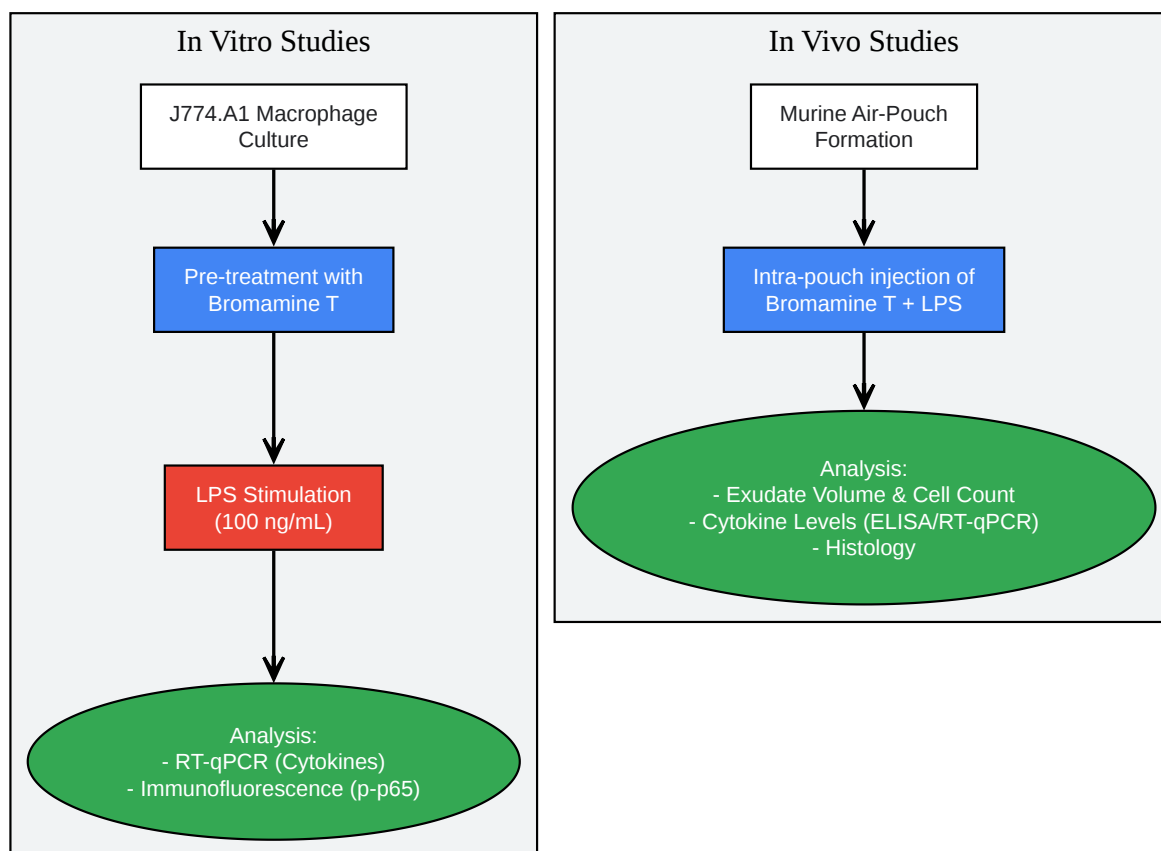 In Vitro Studies
J774.A1 Macrophage
Culture
Pre-treatment with
Bromamine T
LPS Stimulation
(100 ng/mL)
Analysis:
- RT-qPCR (Cytokines)
- Immunofluorescence (p-p65)
In Vivo Studies
Murine Air-Pouch
Formation
Intra-pouch injection of
Bromamine T + LPS
Analysis:
- Exudate Volume & Cell Count
- Cytokine Levels (ELISA/RT-qPCR)
- Histology